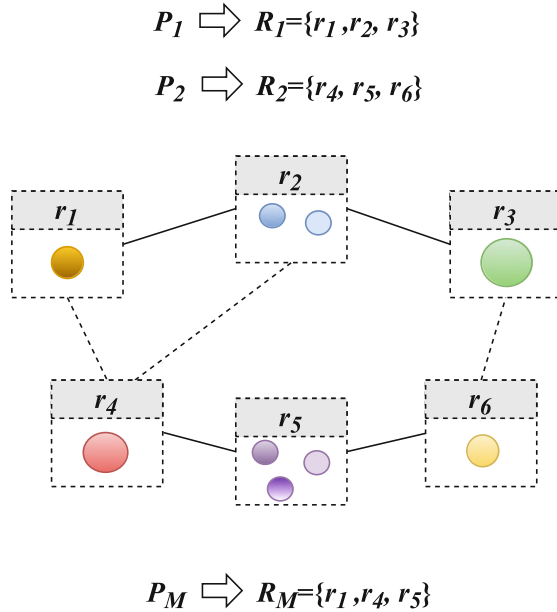 P1 ⇨ R1={r1 ,r2, r3}
P2 ⇨ R2={r4, r5, r6}
r2
r1
r3
r4
r6
r5
PM ⇨ RM={r1 ,r4, r5}